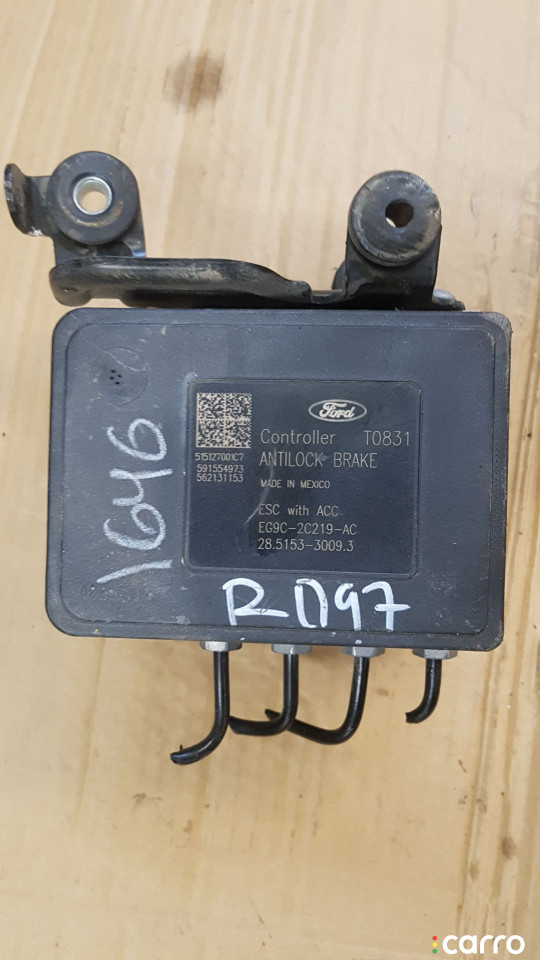 Ford
Controller T0831
ANTILOCK BRAKE
MADE IN MEXICO
ESC with ACC
EG9C-2C219-AC
28.5153-3009.3
515127001C7
591554973
562131153
1646
RD97
carro